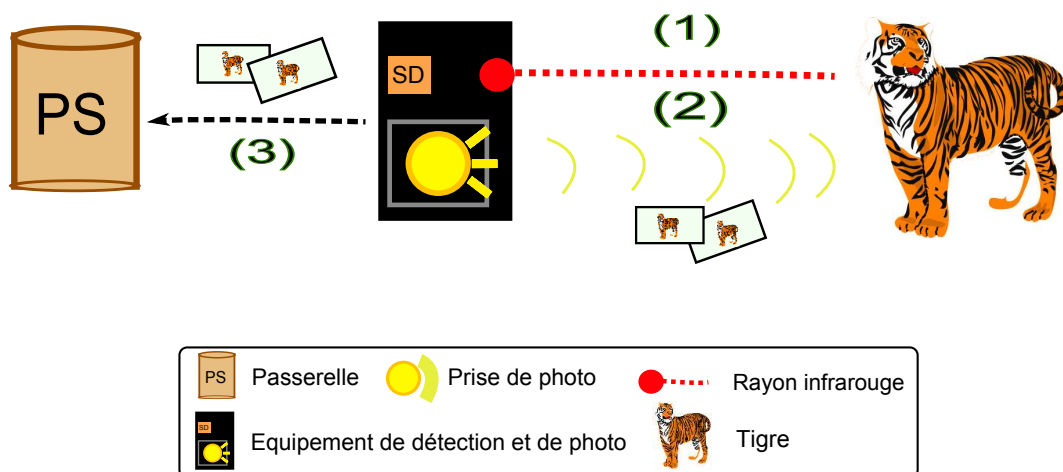 (1)
SD
PS
(2)
(3)
PS
Passerelle
Prise de photo
Rayon infrarouge
SD
Equipement de détection et de photo
Tigre